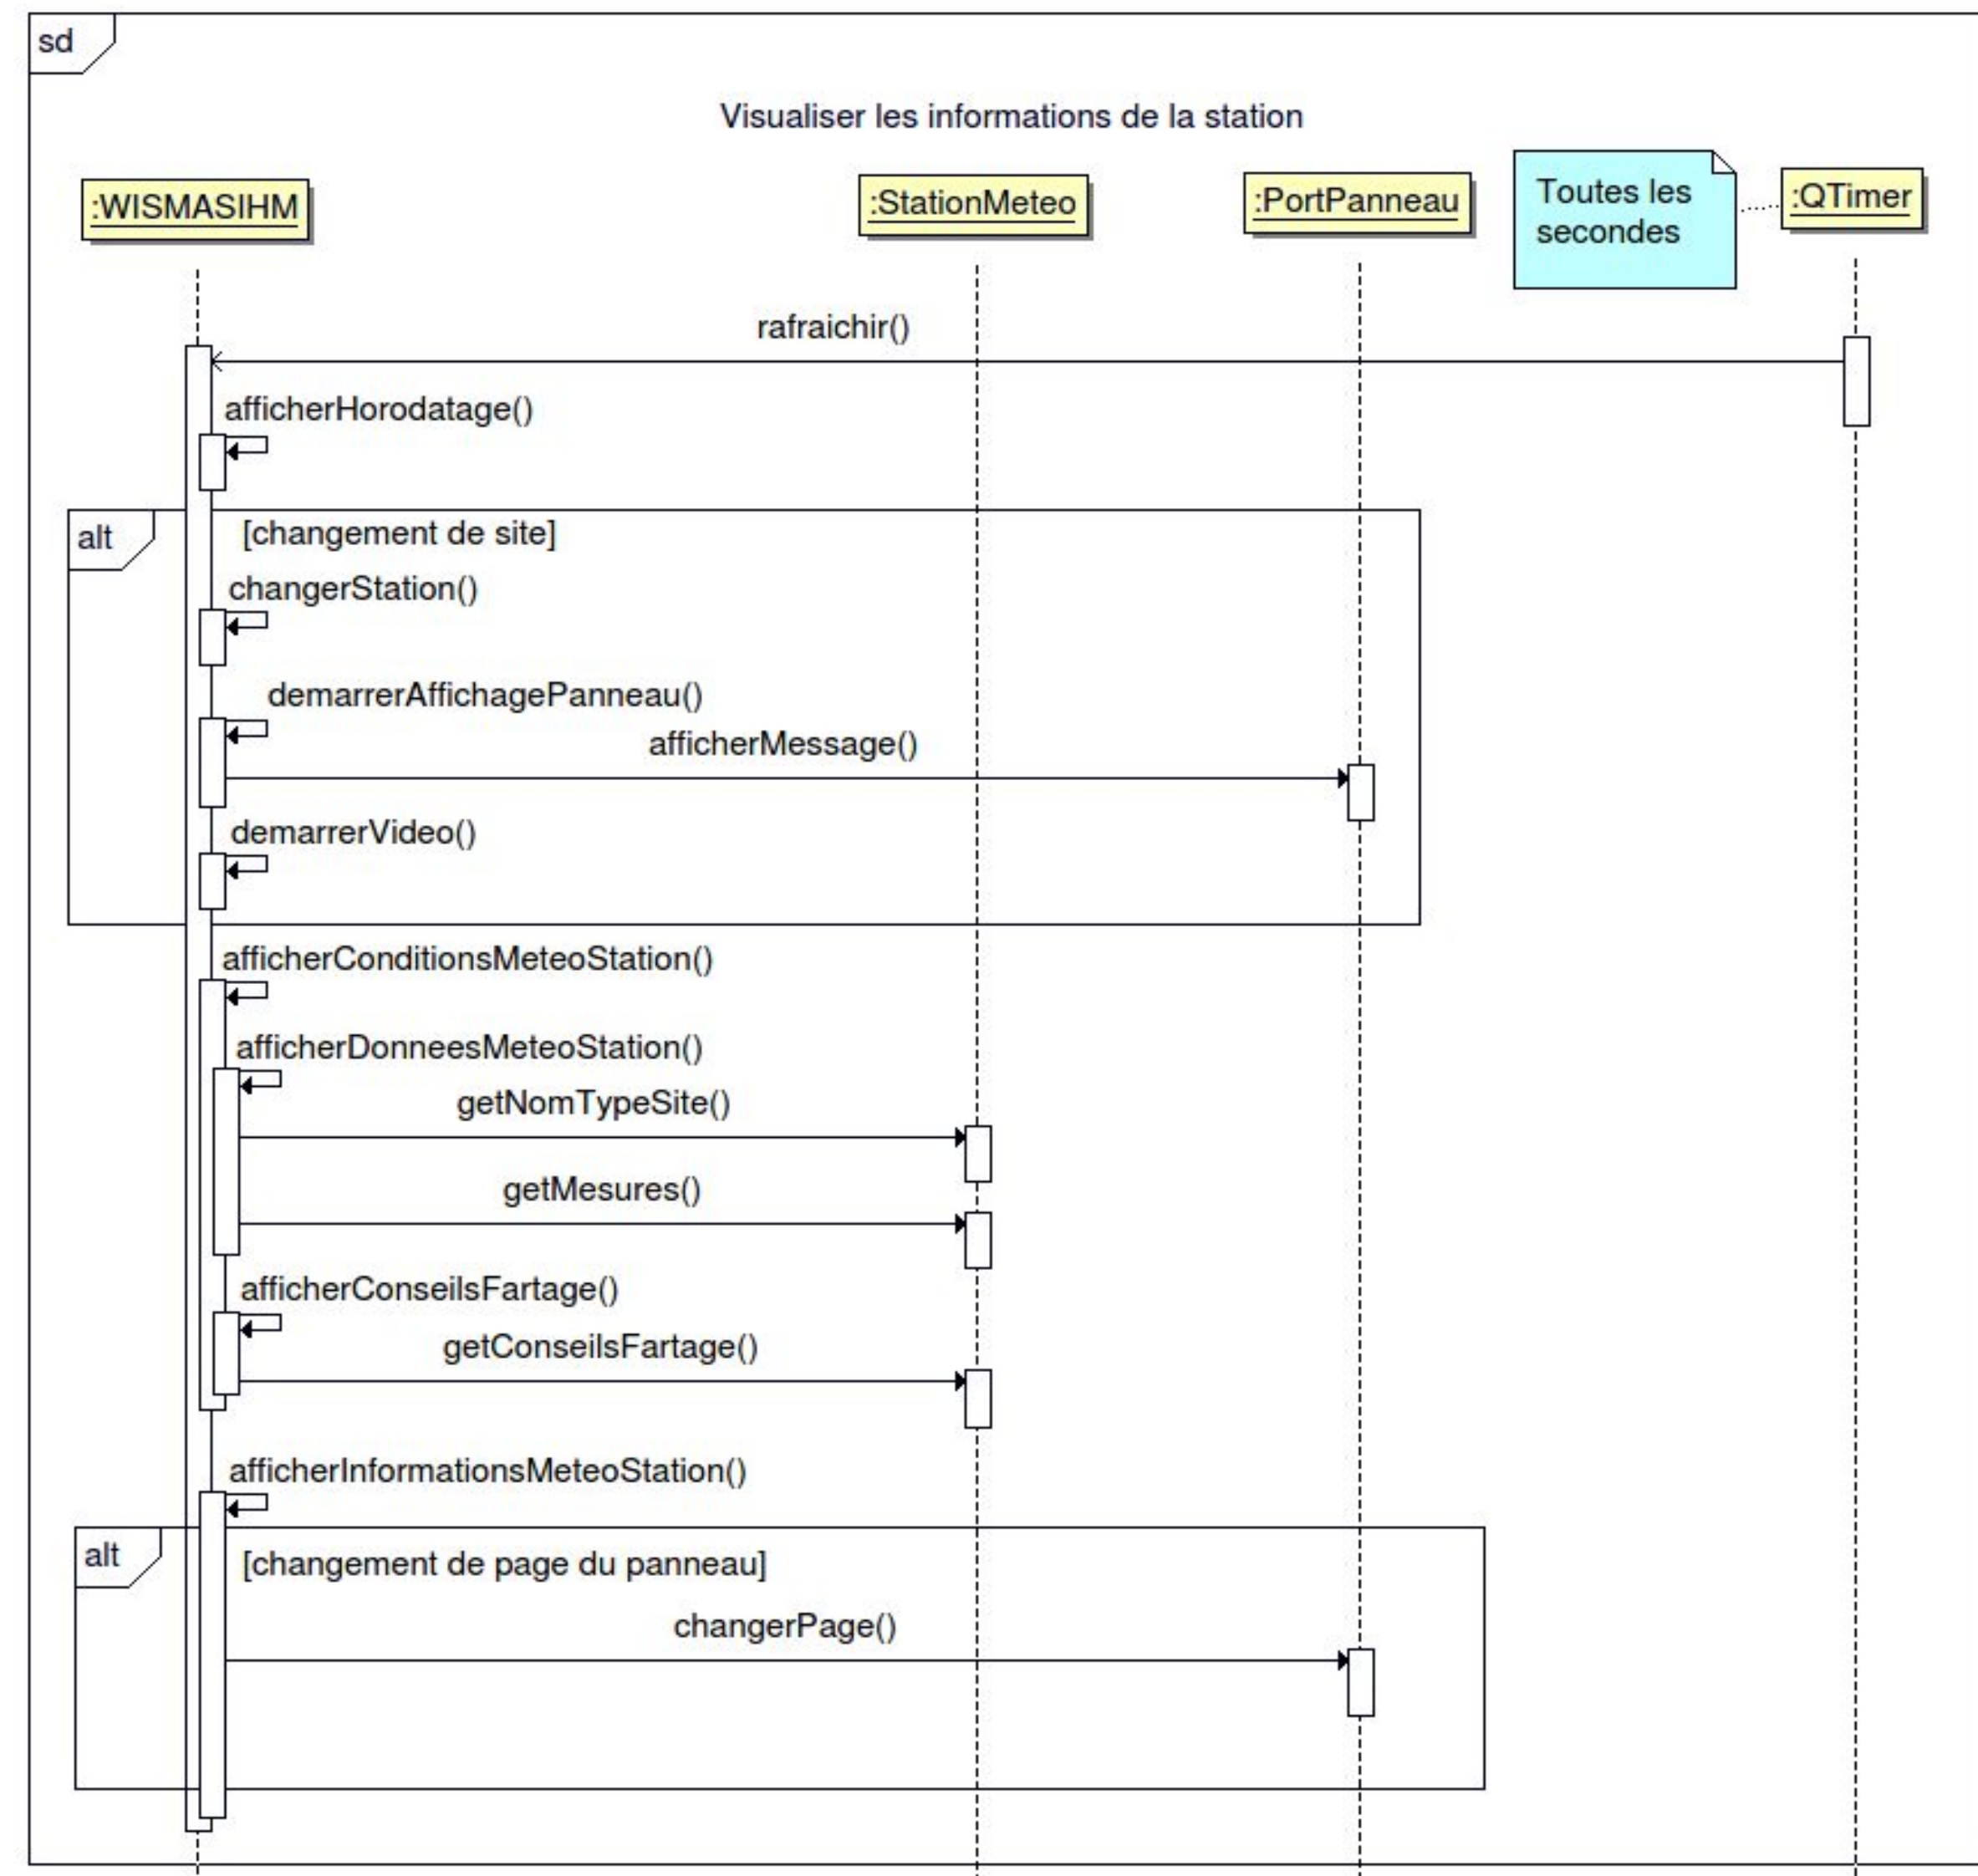 sd
Visualiser les informations de la station
:WISMASIHM
:StationMeteo
:PortPanneau
Toutes les
secondes
:QTimer
rafraichir()
afficherHorodatage()
alt
[changement de site]
changerStation()
demarrerAffichagePanneau()
afficherMessage()
demarrerVideo()
afficherConditionsMeteoStation()
afficherDonneesMeteoStation()
getNomTypeSite()
getMesures()
afficherConseilsFartage()
getConseilsFartage()
afficherInformationsMeteoStation()
alt
[changement de page du panneau]
changerPage()